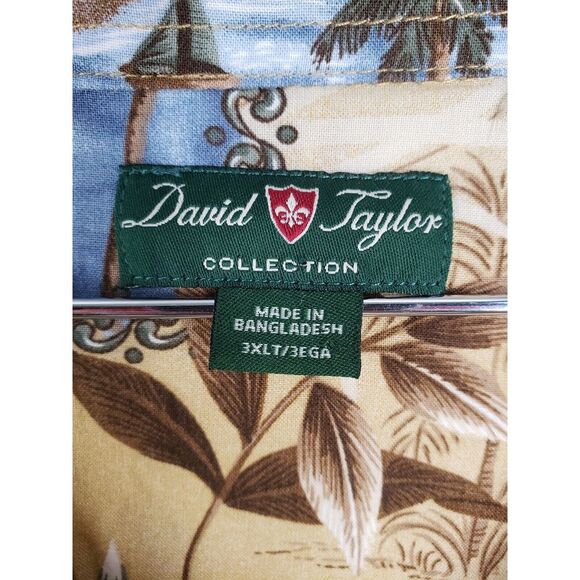 David Taylor
COLLECTION
MADE IN
BANGLADESH
3XLT/3EGA